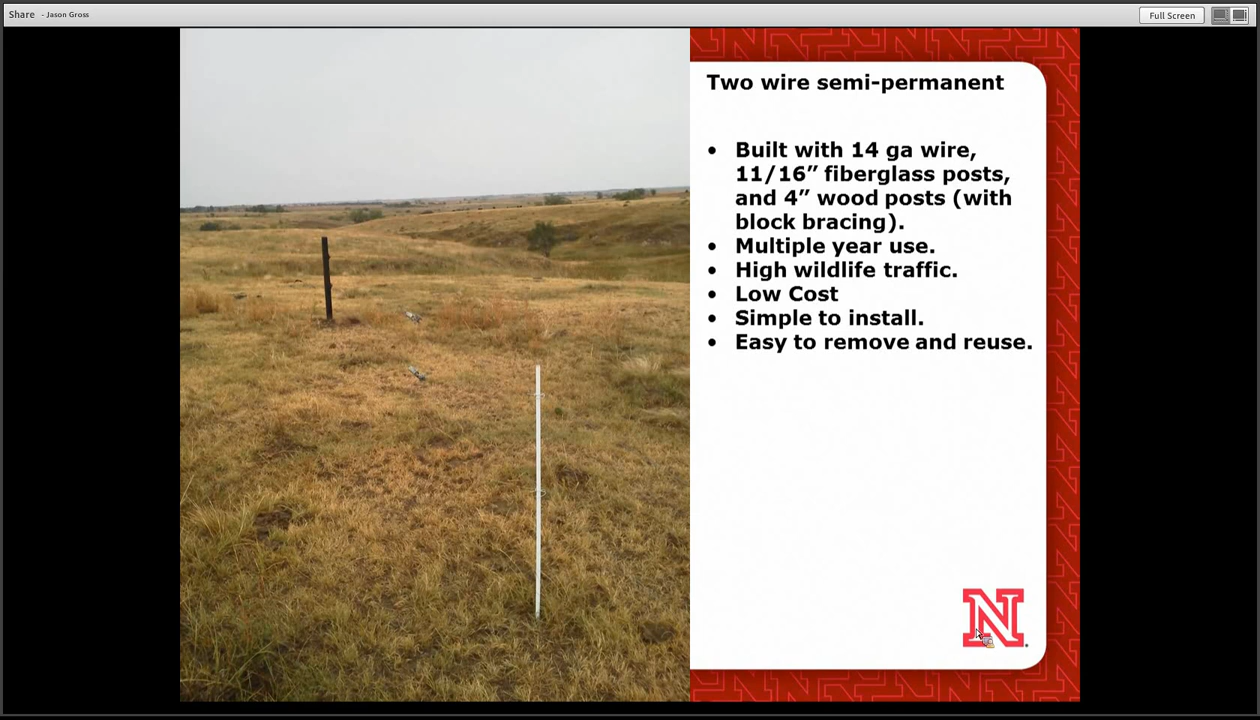 Share - Jason Gross
Full Screen
Two wire semi-permanent
• Built with 14 ga wire,
11/16” fiberglass posts,
and 4” wood posts (with
block bracing).
• Multiple year use.
• High wildlife traffic.
• Low Cost
• Simple to install.
• Easy to remove and reuse.
N